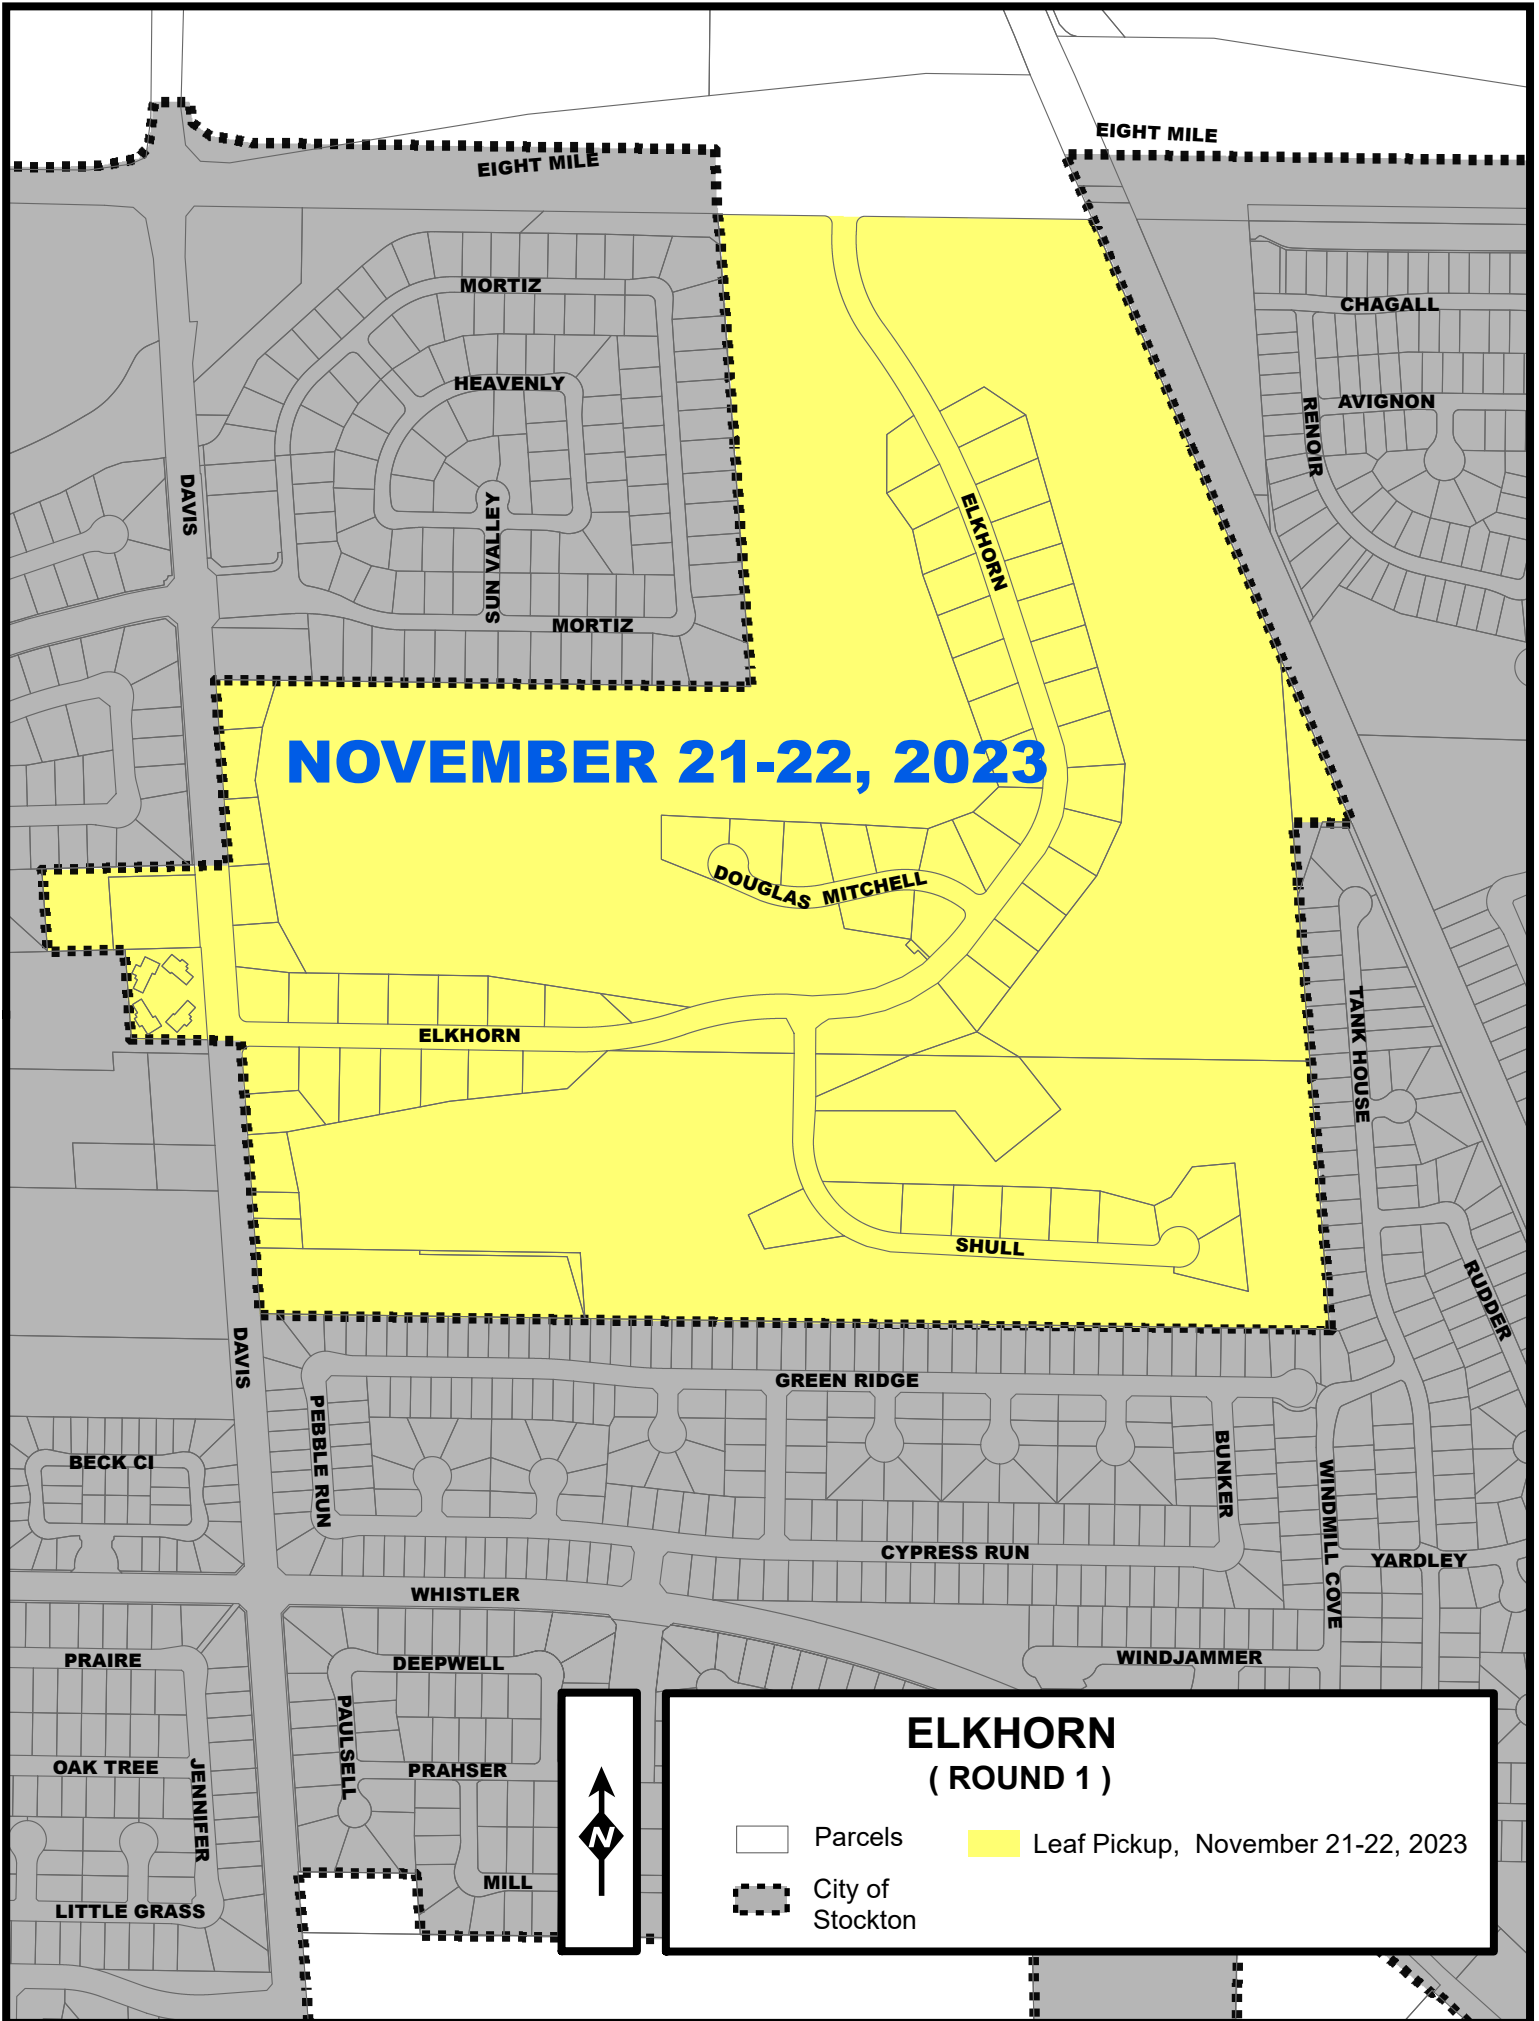 EIGHT MILE
EIGHT MILE
MORTIZ
CHAGALL
HEAVENLY
AVIGNON
RENOIR
DAVIS
SUN VALLEY
ELKHORN
MORTIZ
NOVEMBER 21-22, 2023
DOUGLAS MITCHELL
TANK HOUSE
ELKHORN
SHULL
RUDDER
DAVIS
GREEN RIDGE
PEBBLE RUN
BECK CI
BUNKER
WINDMILL COVE
CYPRESS RUN
YARDLEY
WHISTLER
PRAIRE
DEEPWELL
WINDJAMMER
PAULSELL
OAK TREE
JENNIFER
PRAHSER
MILL
LITTLE GRASS
N
ELKHORN
( ROUND 1 )
Parcels
Leaf Pickup, November 21-22, 2023
City of
Stockton